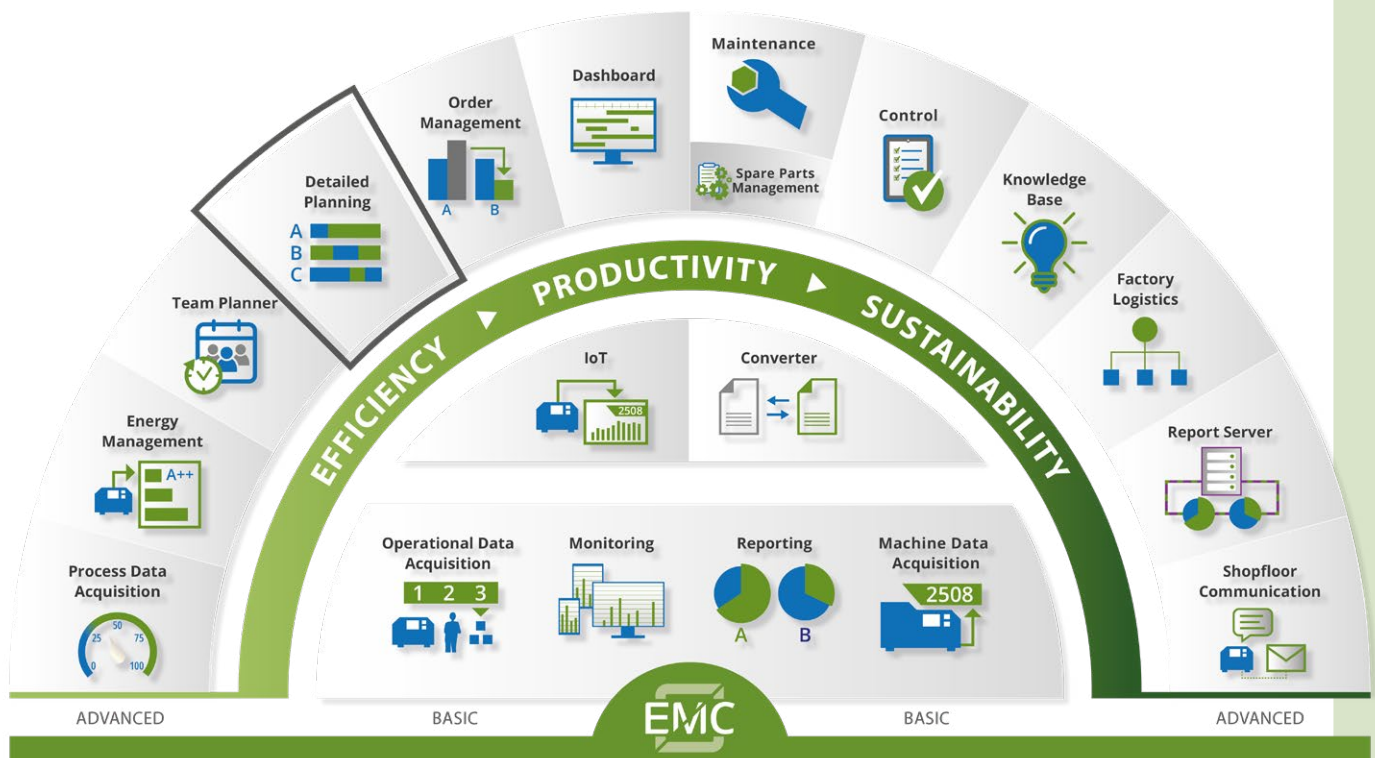 Maintenance
Dashboard
Order
Management
A B
Control
Spare Parts
Management
Detailed
Planning
A
B
C
Knowledge
Base
Team Planner
Factory
Logistics
EFFICIENCY ▶ PRODUCTIVITY ▶ SUSTAINABILITY
IoT
2508
Converter
Energy
Management
A++
Report Server
Process Data
Acquisition
0 25 50 75 100
Operational Data
Acquisition
1 2 3
Monitoring
Reporting
A B
Machine Data
Acquisition
2508
Shopfloor
Communication
ADVANCED
BASIC
EMC
BASIC
ADVANCED